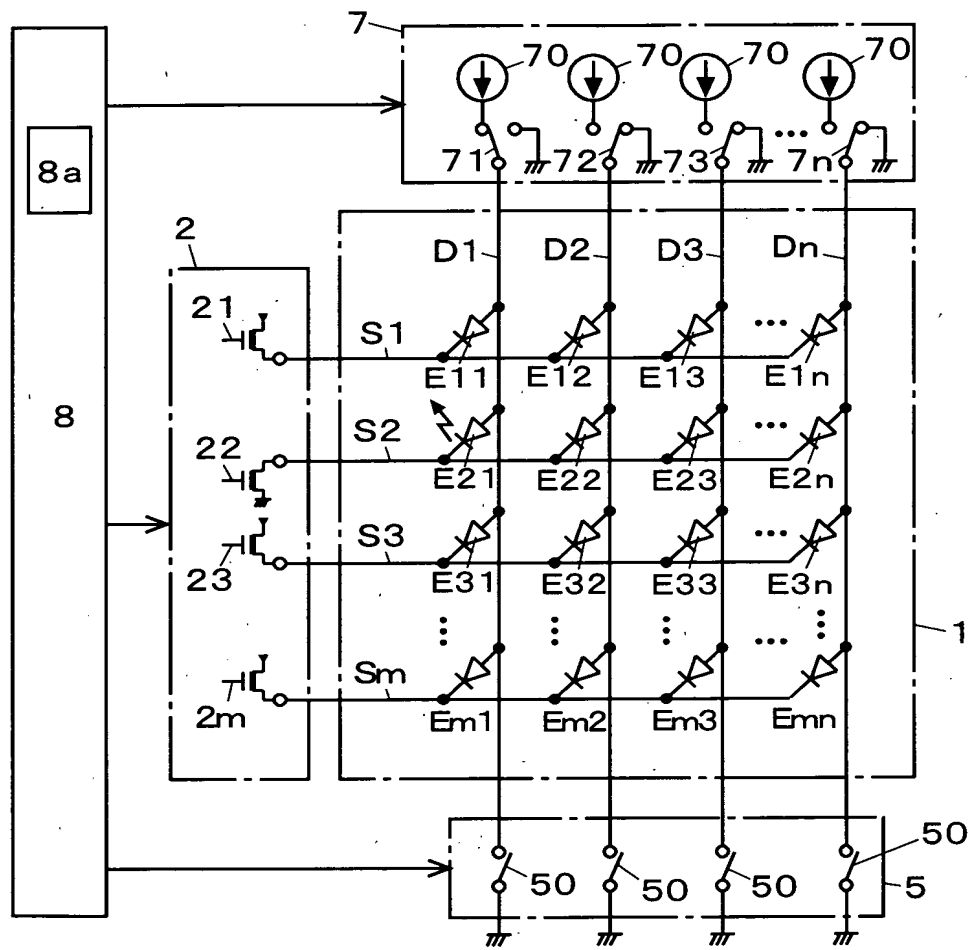 1
7
70 70 70 70
71 72 73 ... 7n
8a
2
D1 D2 D3 Dn
21
S1
E11 E12 E13 ... E1n
8
S2
22
E21 E22 E23 ... E2n
S3
23
E31 E32 E33 ... E3n
1
Sm
2m
Em1 Em2 Em3 ... Emn
50
50 50 50 5